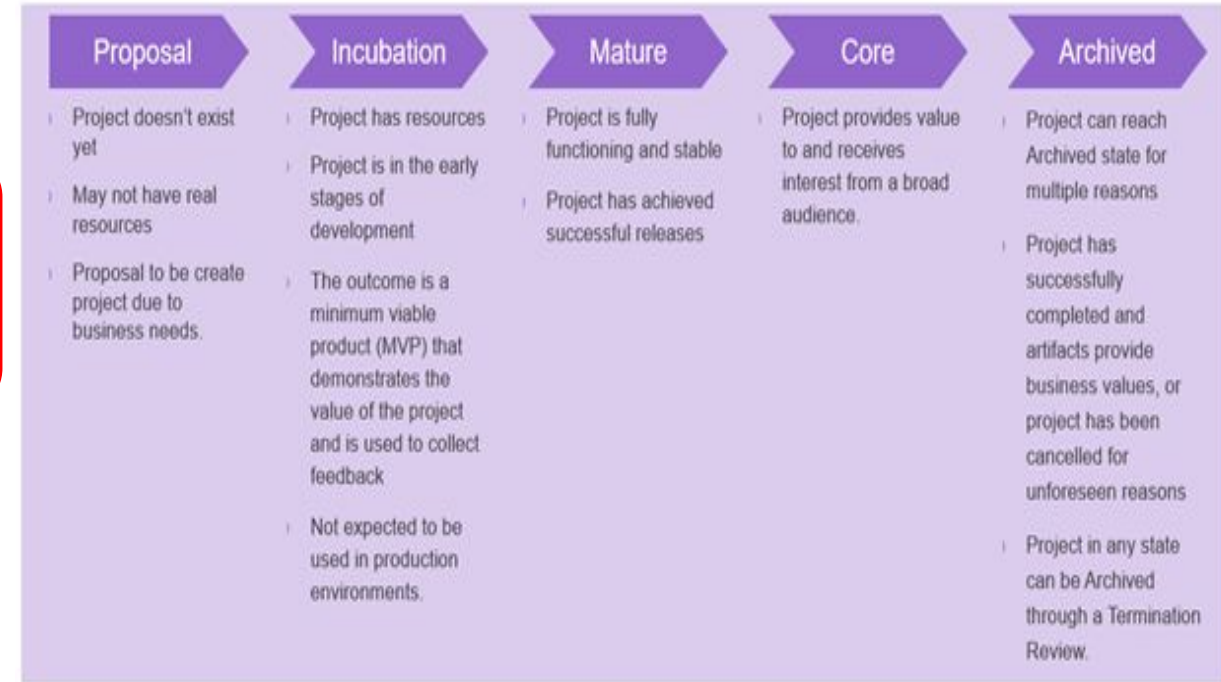 Proposal
Project doesn't exist
yet
May not have real
resources
Proposal to be create
project due to
business needs.
Incubation
Project has resources
Project is in the early
stages of
development
The outcome is a
minimum viable
product (MVP) that
demonstrates the
value of the project
and is used to collect
feedback
Not expected to be
used in production
environments.
Mature
Project is fully
functioning and stable
Project has achieved
successful releases
Core
Project provides value
to and receives
interest from a broad
audience.
Archived
Project can reach
Archived state for
multiple reasons
Project has
successfully
completed and
artifacts provide
business values, or
project has been
cancelled for
unforeseen reasons
Project in any state
can be Archived
through a Termination
Review.